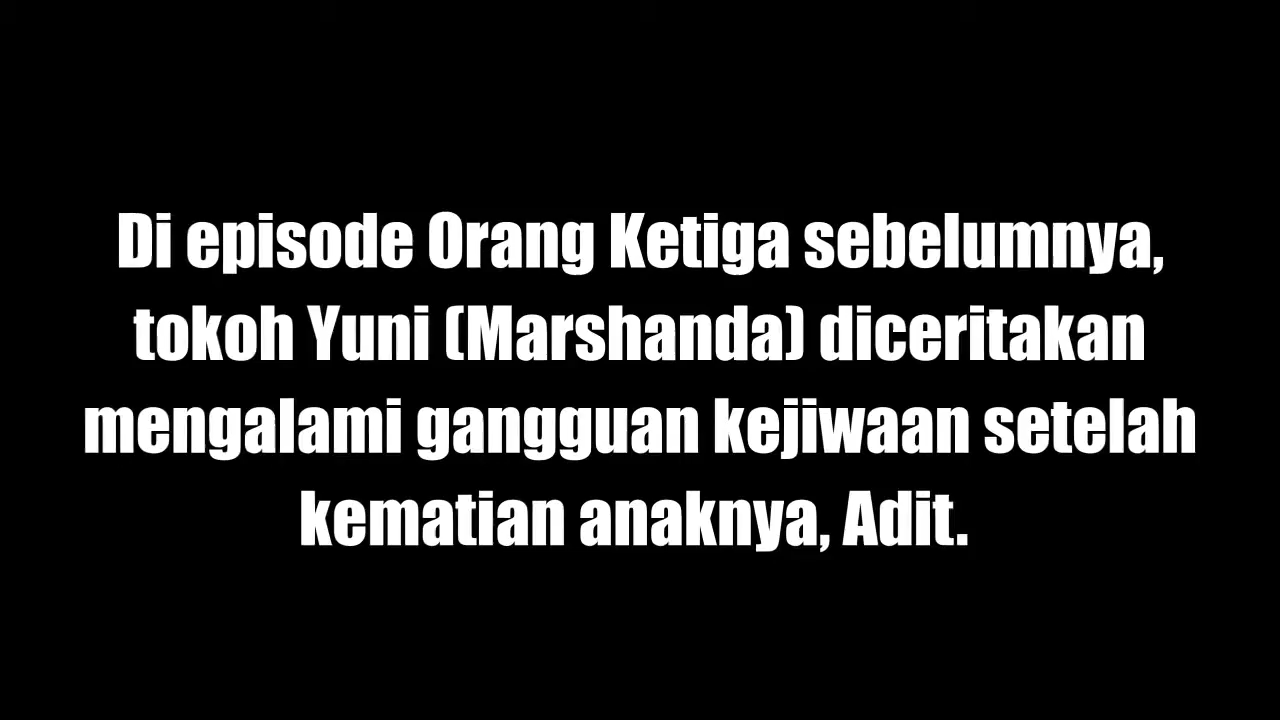 Di episode Orang Ketiga sebelumnya,
tokoh Yuni (Marshanda) diceritakan
mengalami gangguan kejiwaan setelah
kematian anaknya, Adit.